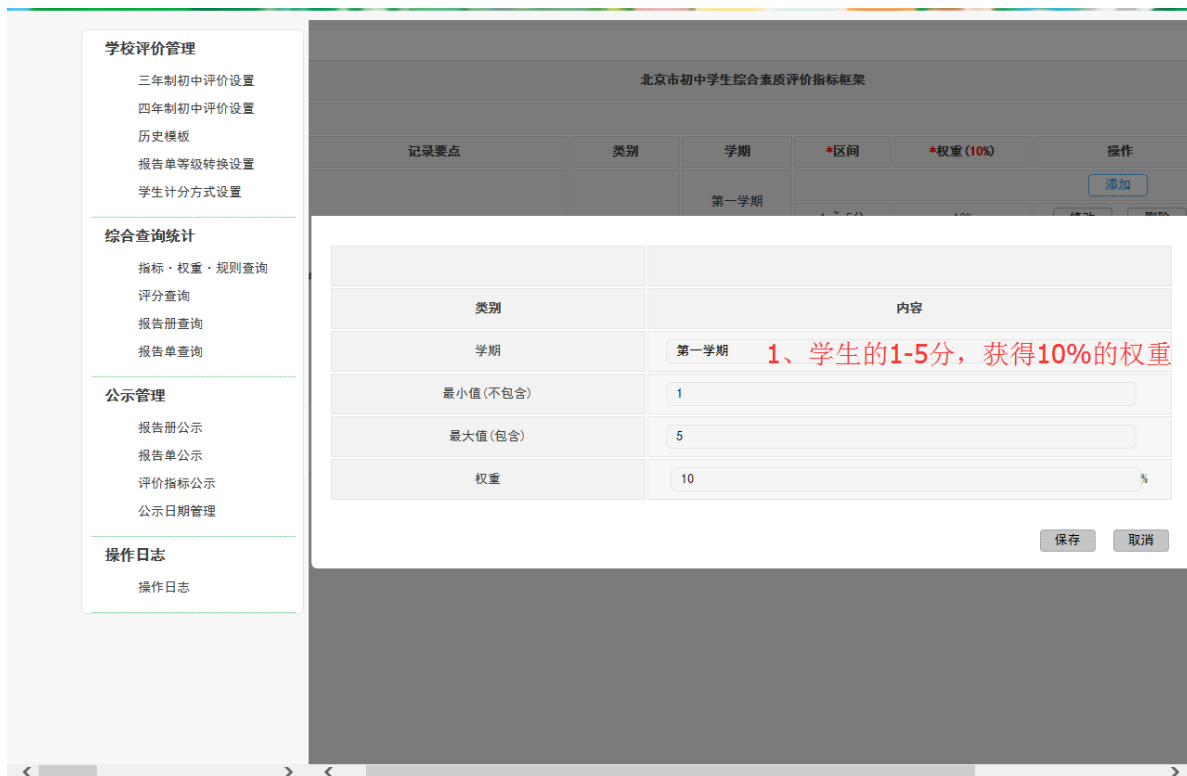 学校评价管理
三年制初中评价设置
四年制初中评价设置
历史模板
报告单等级转换设置
学生计分方式设置
综合查询统计
指标·权重·规则查询
评分查询
报告册查询
报告单查询
公示管理
报告册公示
报告单公示
评价指标公示
公示日期管理
操作日志
操作日志
北京市初中学生综合素质评价指标框架
记录要点 类别 学期 *区间 *权重(10%) 操作
添加
第一学期
类别 内容
学期 第一学期 1、学生的1-5分，获得10%的权重
最小值(不包含) 1
最大值(包含) 5
权重 10 %
保存 取消